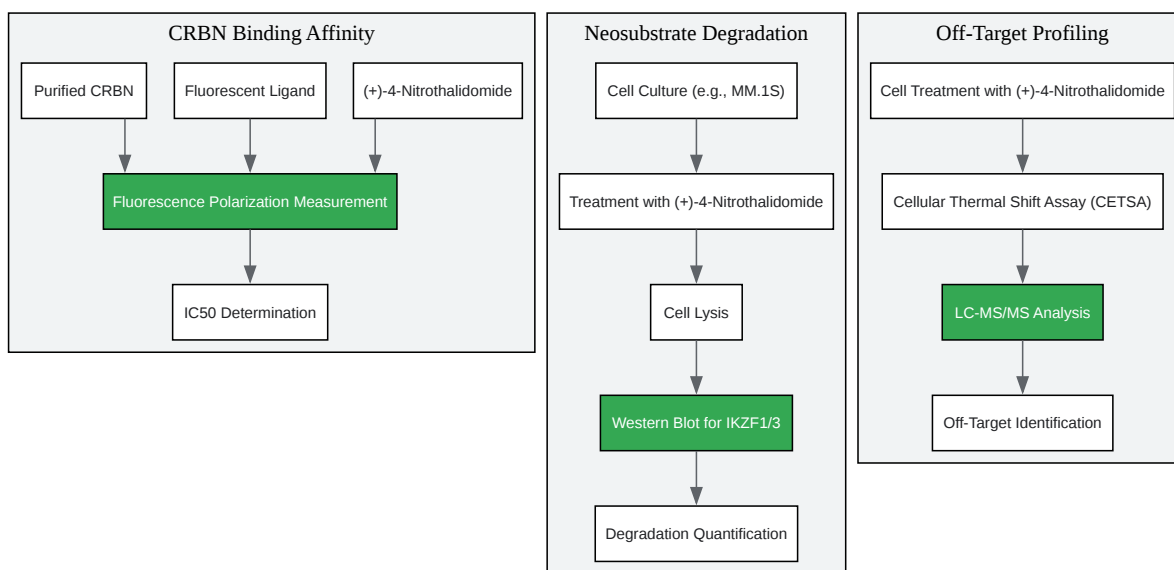 CRBN Binding Affinity
Purified CRBN
Fluorescent Ligand
(+)-4-Nitrothalidomide
Fluorescence Polarization Measurement
IC50 Determination
Neosubstrate Degradation
Cell Culture (e.g., MM.1S)
Treatment with (+)-4-Nitrothalidomide
Cell Lysis
Western Blot for IKZF1/3
Degradation Quantification
Off-Target Profiling
Cell Treatment with (+)-4-Nitrothalidomide
Cellular Thermal Shift Assay (CETSA)
LC-MS/MS Analysis
Off-Target Identification